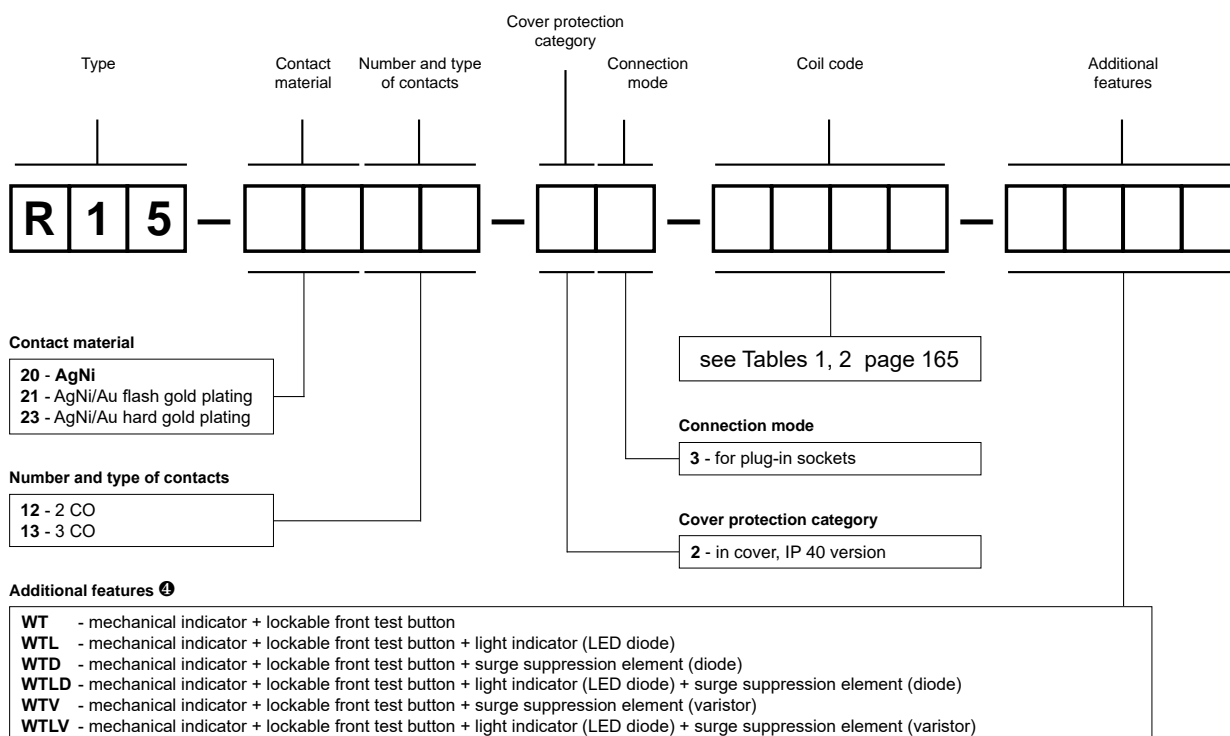 Cover protection
category
Type
Contact
material
Number and type
of contacts
Connection
mode
Coil code
Additional
features
R15 – –  –  –
Contact material
20 - AgNi
21 - AgNi/Au flash gold plating
23 - AgNi/Au hard gold plating
see Tables 1, 2 page 165
Connection mode
3 - for plug-in sockets
Number and type of contacts
12 - 2 CO
13 - 3 CO
Cover protection category
2 - in cover, IP 40 version
Additional features ❹
WT - mechanical indicator + lockable front test button
WTL - mechanical indicator + lockable front test button + light indicator (LED diode)
WTD - mechanical indicator + lockable front test button + surge suppression element (diode)
WTLD - mechanical indicator + lockable front test button + light indicator (LED diode) + surge suppression element (diode)
WTV - mechanical indicator + lockable front test button + surge suppression element (varistor)
WTLV - mechanical indicator + lockable front test button + light indicator (LED diode) + surge suppression element (varistor)